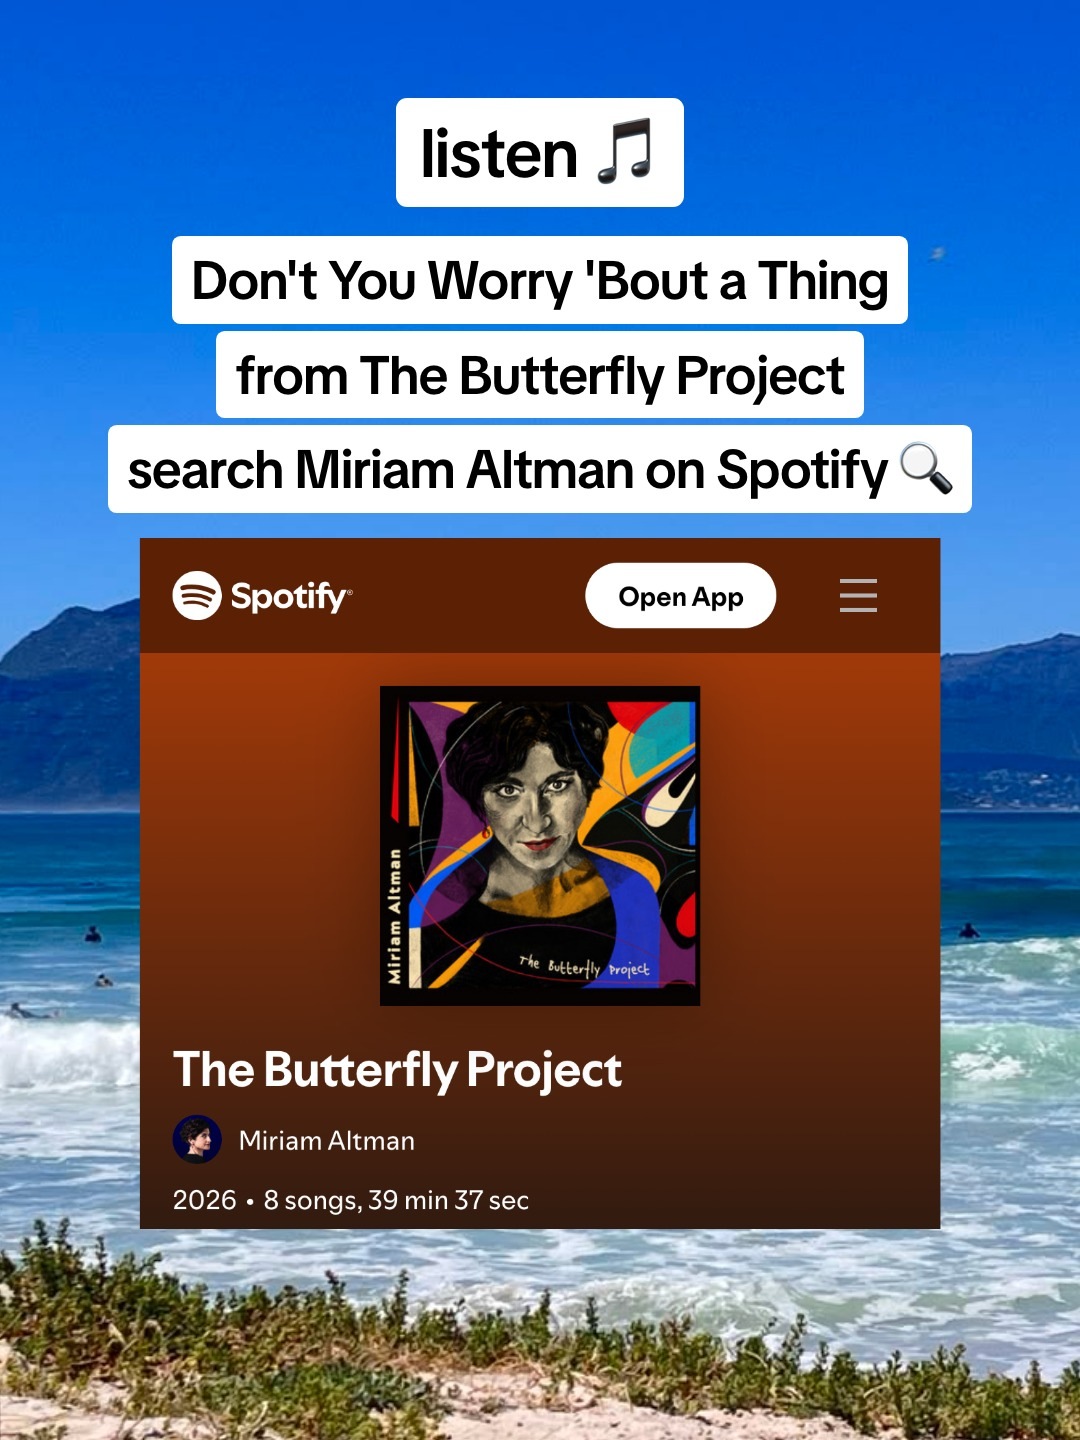 listen 🎵
Don't You Worry 'Bout a Thing
from The Butterfly Project
search Miriam Altman on Spotify 🔍
Spotify®
Open App
Miriam Altman
The Butterfly Project
The Butterfly Project
Miriam Altman
2026 • 8 songs, 39 min 37 sec